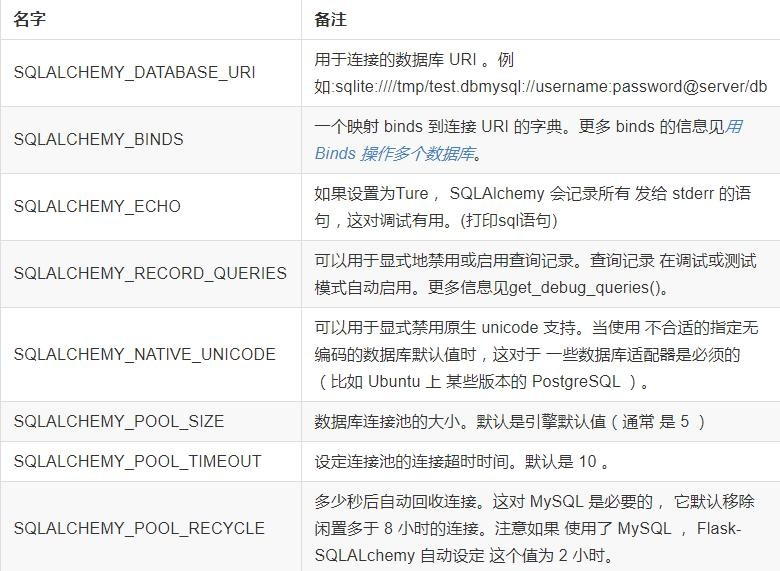 名字 备注
用于连接的数据库 URI 。例
SQLALCHEMY_DATABASE_URI
如:sqlite:////tmp/test.dbmysql://username:password@server/db
一个映射 binds 到连接 URI 的字典。更多 binds 的信息见用
SQLALCHEMY_BINDS
Binds 操作多个数据库。
如果设置为Ture， SQLAlchemy 会记录所有 发给 stderr 的语
SQLALCHEMY_ECHO
句，这对调试有用。(打印sql语句)
可以用于显式地禁用或启用查询记录。查询记录 在调试或测试
SQLALCHEMY_RECORD_QUERIES
模式自动启用。更多信息见get_debug_queries()。
可以用于显式禁用原生 unicode 支持。当使用 不合适的指定无
SQLALCHEMY_NATIVE_UNICODE 编码的数据库默认值时，这对于 一些数据库适配器是必须的
（比如 Ubuntu 上 某些版本的 PostgreSQL ）。
SQLALCHEMY_POOL_SIZE 数据库连接池的大小。默认是引擎默认值（通常 是 5 ）
SQLALCHEMY_POOL_TIMEOUT 设定连接池的连接超时时间。默认是 10 。
多少秒后自动回收连接。这对 MySQL 是必要的， 它默认移除
SQLALCHEMY_POOL_RECYCLE 闲置多于 8 小时的连接。注意如果 使用了 MySQL ， Flask-
SQLALchemy 自动设定 这个值为 2 小时。